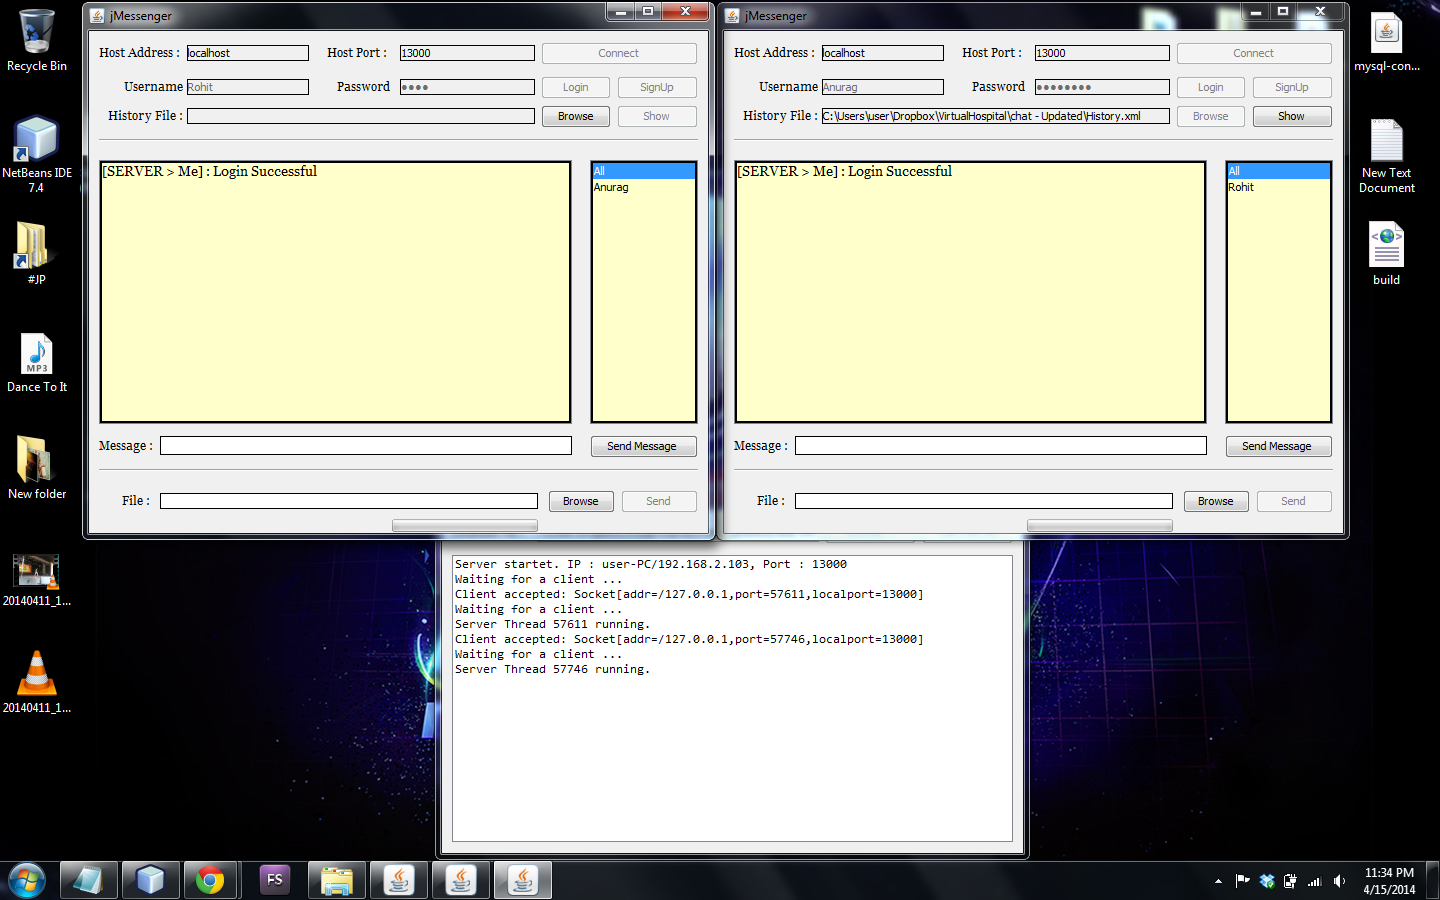 Recycle Bin
NetBeans IDE
7.4
#JP
MP3
Dance To It
New folder
20140411_1...
20140411_1...
jMessenger
Host Address : localhost Host Port : 13000 Connect
Username Rohit Password •••• Login SignUp
History File : Browse Show
[SERVER > Me] : Login Successful
All
Anurag
Message : Send Message
File : Browse Send
jMessenger
Host Address : localhost Host Port : 13000 Connect
Username Anurag Password •••••••• Login SignUp
History File : C:\Users\user\Dropbox\VirtualHospital\chat - Updated\History.xml Browse Show
[SERVER > Me] : Login Successful
All
Rohit
Message : Send Message
File : Browse Send
mysql-con...
New Text
Document
build
Server startet. IP : user-PC/192.168.2.103, Port : 13000
Waiting for a client ...
Client accepted: Socket[addr=/127.0.0.1,port=57611,localport=13000]
Waiting for a client ...
Server Thread 57611 running.
Client accepted: Socket[addr=/127.0.0.1,port=57746,localport=13000]
Waiting for a client ...
Server Thread 57746 running.
FS
11:34 PM
4/15/2014